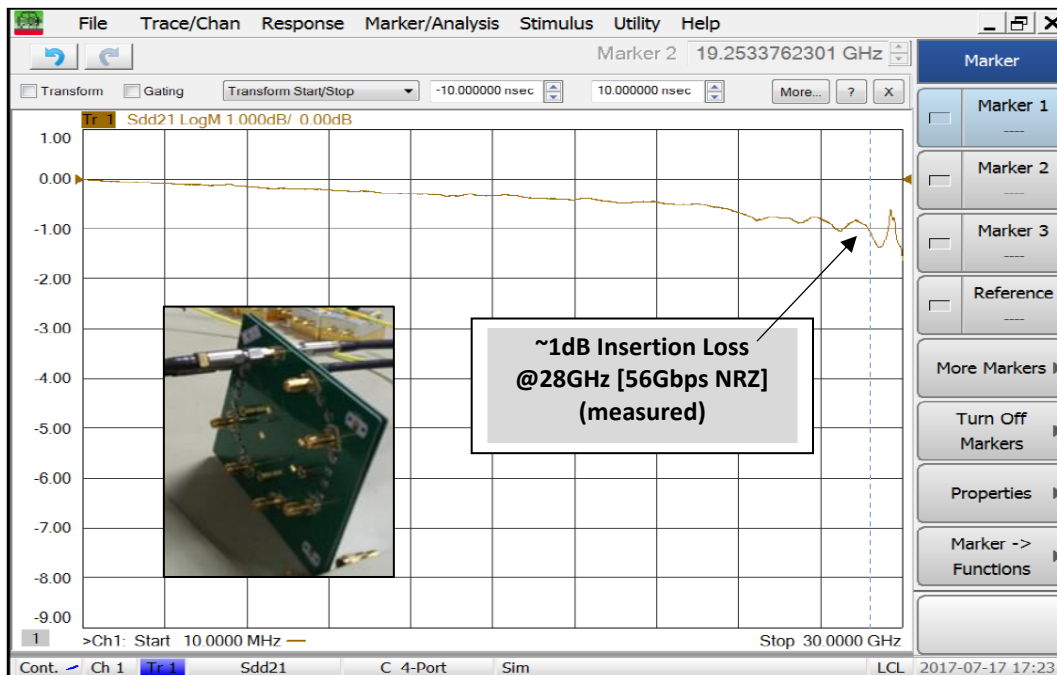 File Trace/Chan Response Marker/Analysis Stimulus Utility Help
Marker 2 19.2533762301 GHz
Transform Gating Transform Start/Stop -10.000000 nsec 10.000000 nsec More... ? X
Tr 1 Sdd21 LogM 1.000dB/ 0.00dB
1.00
0.00
-1.00
-2.00
-3.00
-4.00
-5.00
-6.00
-7.00
-8.00
-9.00
~1dB Insertion Loss
@28GHz [56Gbps NRZ]
(measured)
1 >Ch1: Start 10.0000 MHz Stop 30.0000 GHz
Marker
Marker 1
----
Marker 2
----
Marker 3
----
Reference
----
More Markers
Turn Off
Markers
Properties
Marker ->
Functions
Cont. Ch 1 Tr 1 Sdd21 C 4-Port Sim LCL 2017-07-17 17:23